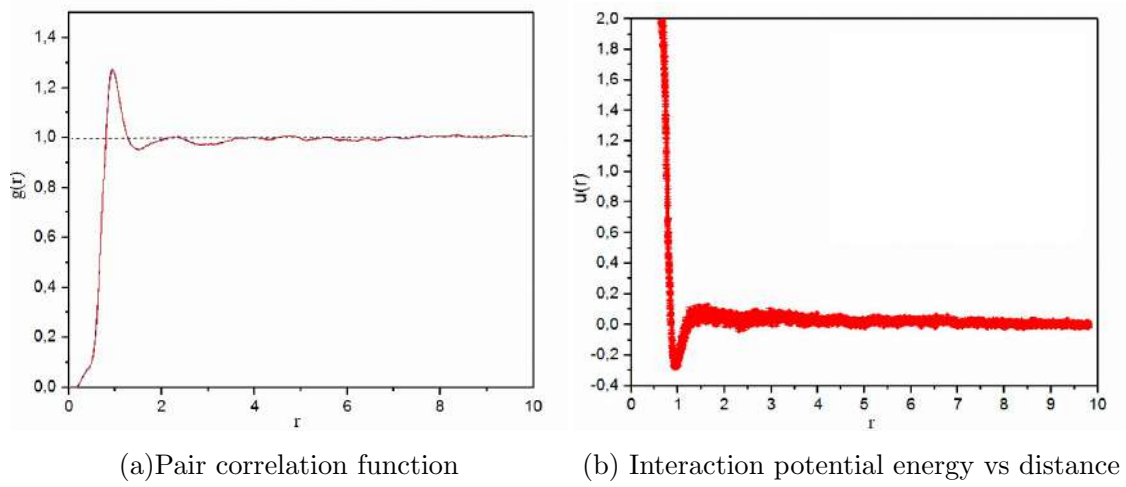 1,4
1,2
1,0
0,8
0,6
0,4
0,2
0,0
g(r)
0 2 4 6 8 10
r
2,0
1,8
1,6
1,4
1,2
1,0
0,8
0,6
0,4
0,2
0,0
-0,2
-0,4
u(r)
0 1 2 3 4 5 6 7 8 9 10
r
(a)Pair correlation function
(b) Interaction potential energy vs distance